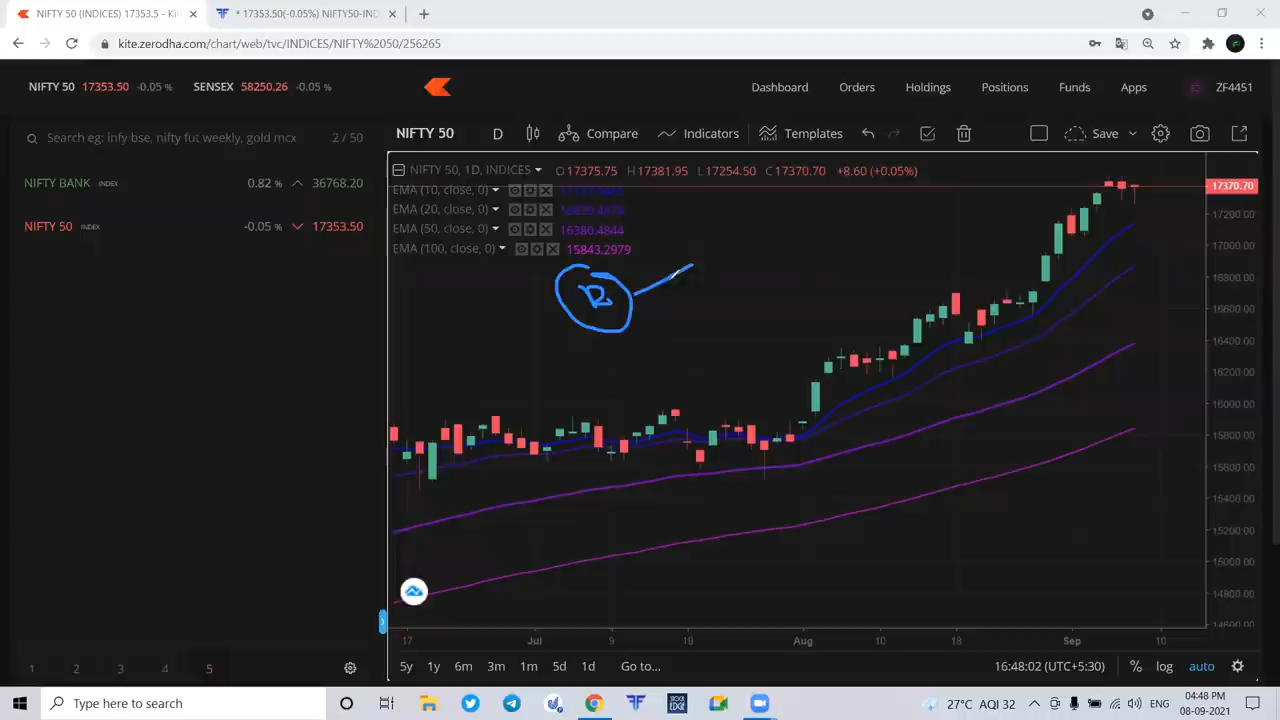 NIFTY 50 (INDICES) 17353.5 - Ki
* 17353.50(-0.05%) NIFTY50-IND
kite.zerodha.com/chart/web/tvc/INDICES/NIFTY%2050/256265
NIFTY 50 17353.50 -0.05 % SENSEX 58250.26 -0.05 %
Dashboard Orders Holdings Positions Funds Apps ZF4451
Search eg: infy bse, nifty fut weekly, gold mcx 2 / 50
NIFTY 50 D Compare Indicators Templates Save
NIFTY 50, 1D, INDICES O17375.75 H17381.95 L17254.50 C17370.70 +8.60 (+0.05%)
NIFTY BANK INDEX 0.82 % 36768.20
NIFTY 50 INDEX -0.05 % 17353.50
EMA (10, close, 0)
EMA (20, close, 0)
EMA (50, close, 0) 16380.4844
EMA (100, close, 0) 15843.2979
17370.70
17200.00
17000.00
16800.00
16600.00
16400.00
16200.00
16000.00
15800.00
15600.00
15400.00
15200.00
15000.00
14800.00
14600.00
17 Jul 9 19 Aug 10 18 Sep 10
1 2 3 4 5
5y 1y 6m 3m 1m 5d 1d Go to... 16:48:02 (UTC+5:30) % log auto
Type here to search
27°C AQI 32 ENG
04:48 PM
08-09-2021